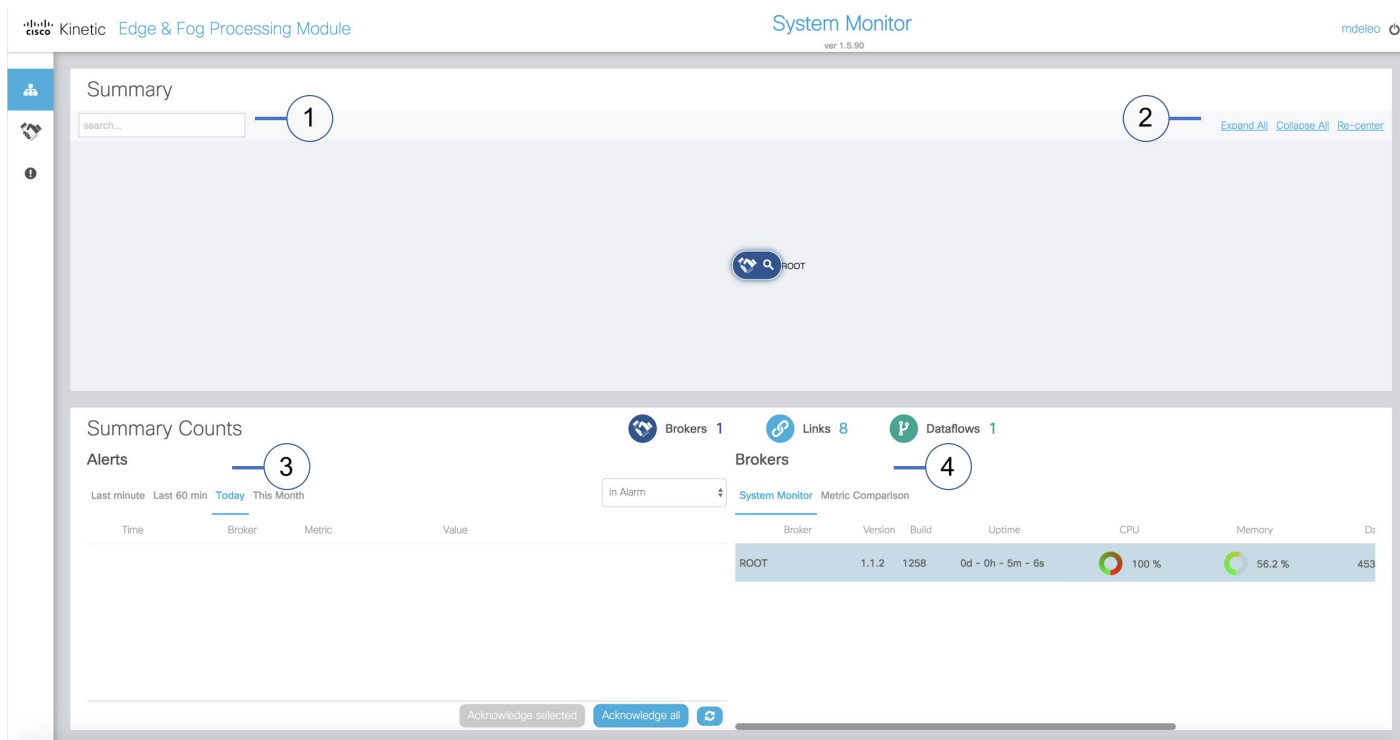 cisco Kinetic Edge & Fog Processing Module System Monitor mdeleo
ver 1.5.90
Summary
search... 1 2 Expand All Collapse All Re-center
ROOT
Summary Counts Brokers 1 Links 8 Dataflows 1
Alerts 3 Brokers 4
Last minute Last 60 min Today This Month In Alarm System Monitor Metric Comparison
Time Broker Metric Value Broker Version Build Uptime CPU Memory Da
ROOT 1.1.2 1258 0d - 0h - 5m - 6s 100 % 56.2 % 453
Acknowledge selected Acknowledge all